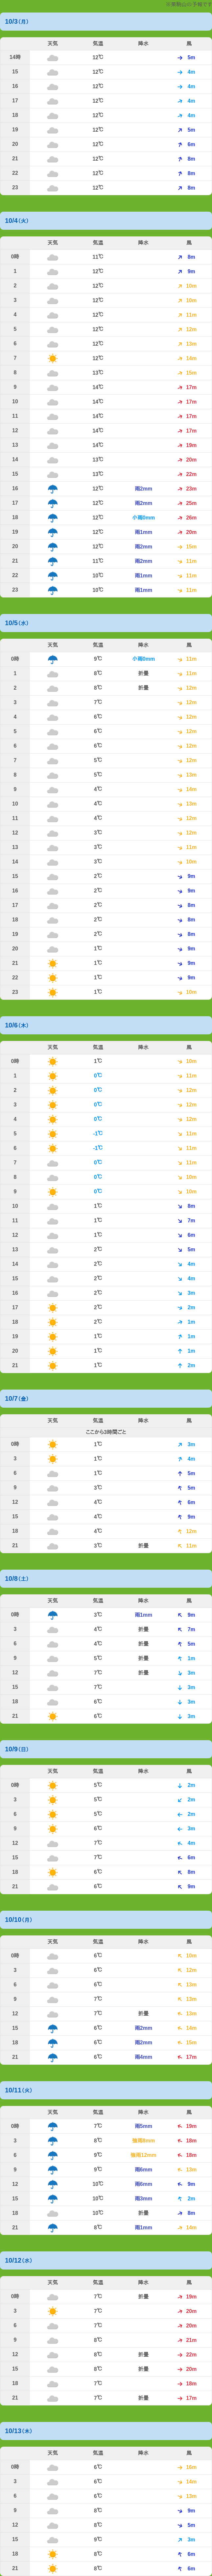 10/3(月)
天気 気温 降水 風
14時 12℃ 5m
15 12℃ 4m
16 12℃ 4m
17 12℃ 4m
18 12℃ 4m
19 12℃ 5m
20 12℃ 6m
21 12℃ 8m
22 12℃ 8m
23 12℃ 8m
10/4(火)
天気 気温 降水 風
0時 11℃ 8m
1 12℃ 9m
2 12℃ 10m
3 12℃ 10m
4 12℃ 11m
5 12℃ 12m
6 12℃ 13m
7 12℃ 14m
8 13℃ 15m
9 14℃ 17m
10 14℃ 17m
11 14℃ 17m
12 14℃ 17m
13 14℃ 19m
14 13℃ 20m
15 13℃ 22m
16 12℃ 雨2mm 23m
17 12℃ 雨2mm 25m
18 12℃ 小雨0mm 26m
19 12℃ 雨1mm 20m
20 12℃ 雨2mm 15m
21 11℃ 雨2mm 11m
22 10℃ 雨1mm 11m
23 10℃ 雨1mm 11m
10/5(水)
天気 気温 降水 風
0時 9℃ 小雨0mm 11m
1 8℃ 折畳 11m
2 8℃ 折畳 12m
3 7℃ 12m
4 6℃ 12m
5 6℃ 12m
6 6℃ 12m
7 5℃ 12m
8 5℃ 13m
9 4℃ 14m
10 4℃ 13m
11 4℃ 12m
12 3℃ 12m
13 3℃ 11m
14 3℃ 10m
15 2℃ 9m
16 2℃ 9m
17 2℃ 8m
18 2℃ 8m
19 2℃ 8m
20 1℃ 9m
21 1℃ 9m
22 1℃ 9m
23 1℃ 10m
10/6(木)
天気 気温 降水 風
0時 1℃ 10m
1 0℃ 11m
2 0℃ 12m
3 0℃ 12m
4 0℃ 12m
5 -1℃ 11m
6 -1℃ 11m
7 0℃ 11m
8 0℃ 10m
9 0℃ 10m
10 1℃ 8m
11 1℃ 7m
12 1℃ 6m
13 2℃ 5m
14 2℃ 4m
15 2℃ 4m
16 2℃ 3m
17 2℃ 2m
18 2℃ 1m
19 1℃ 1m
20 1℃ 1m
21 1℃ 2m
10/7(金)
天気 気温 降水 風
ここから3時間ごと
0時 1℃ 3m
3 1℃ 4m
6 1℃ 5m
9 3℃ 5m
12 4℃ 6m
15 4℃ 9m
18 4℃ 12m
21 3℃ 折畳 11m
10/8(土)
天気 気温 降水 風
0時 3℃ 雨1mm 9m
3 4℃ 折畳 7m
6 4℃ 折畳 5m
9 5℃ 折畳 1m
12 7℃ 折畳 3m
15 7℃ 3m
18 6℃ 3m
21 6℃ 3m
10/9(日)
天気 気温 降水 風
0時 5℃ 2m
3 5℃ 2m
6 5℃ 2m
9 6℃ 3m
12 7℃ 4m
15 7℃ 6m
18 6℃ 8m
21 6℃ 9m
10/10(月)
天気 気温 降水 風
0時 6℃ 10m
3 6℃ 12m
6 6℃ 13m
9 7℃ 13m
12 7℃ 折畳 13m
15 6℃ 雨2mm 14m
18 6℃ 雨2mm 15m
21 6℃ 雨4mm 17m
10/11(火)
天気 気温 降水 風
0時 7℃ 雨5mm 19m
3 8℃ 強雨8mm 18m
6 9℃ 強雨12mm 18m
9 9℃ 雨6mm 13m
12 10℃ 雨6mm 9m
15 10℃ 雨3mm 2m
18 10℃ 折畳 8m
21 8℃ 雨1mm 14m
10/12(水)
天気 気温 降水 風
0時 7℃ 折畳 19m
3 7℃ 20m
6 7℃ 20m
9 8℃ 21m
12 8℃ 折畳 22m
15 8℃ 折畳 20m
18 7℃ 18m
21 7℃ 折畳 17m
10/13(木)
天気 気温 降水 風
0時 6℃ 16m
3 6℃ 14m
6 6℃ 13m
9 8℃ 9m
12 8℃ 5m
15 9℃ 3m
18 8℃ 6m
21 8℃ 6m